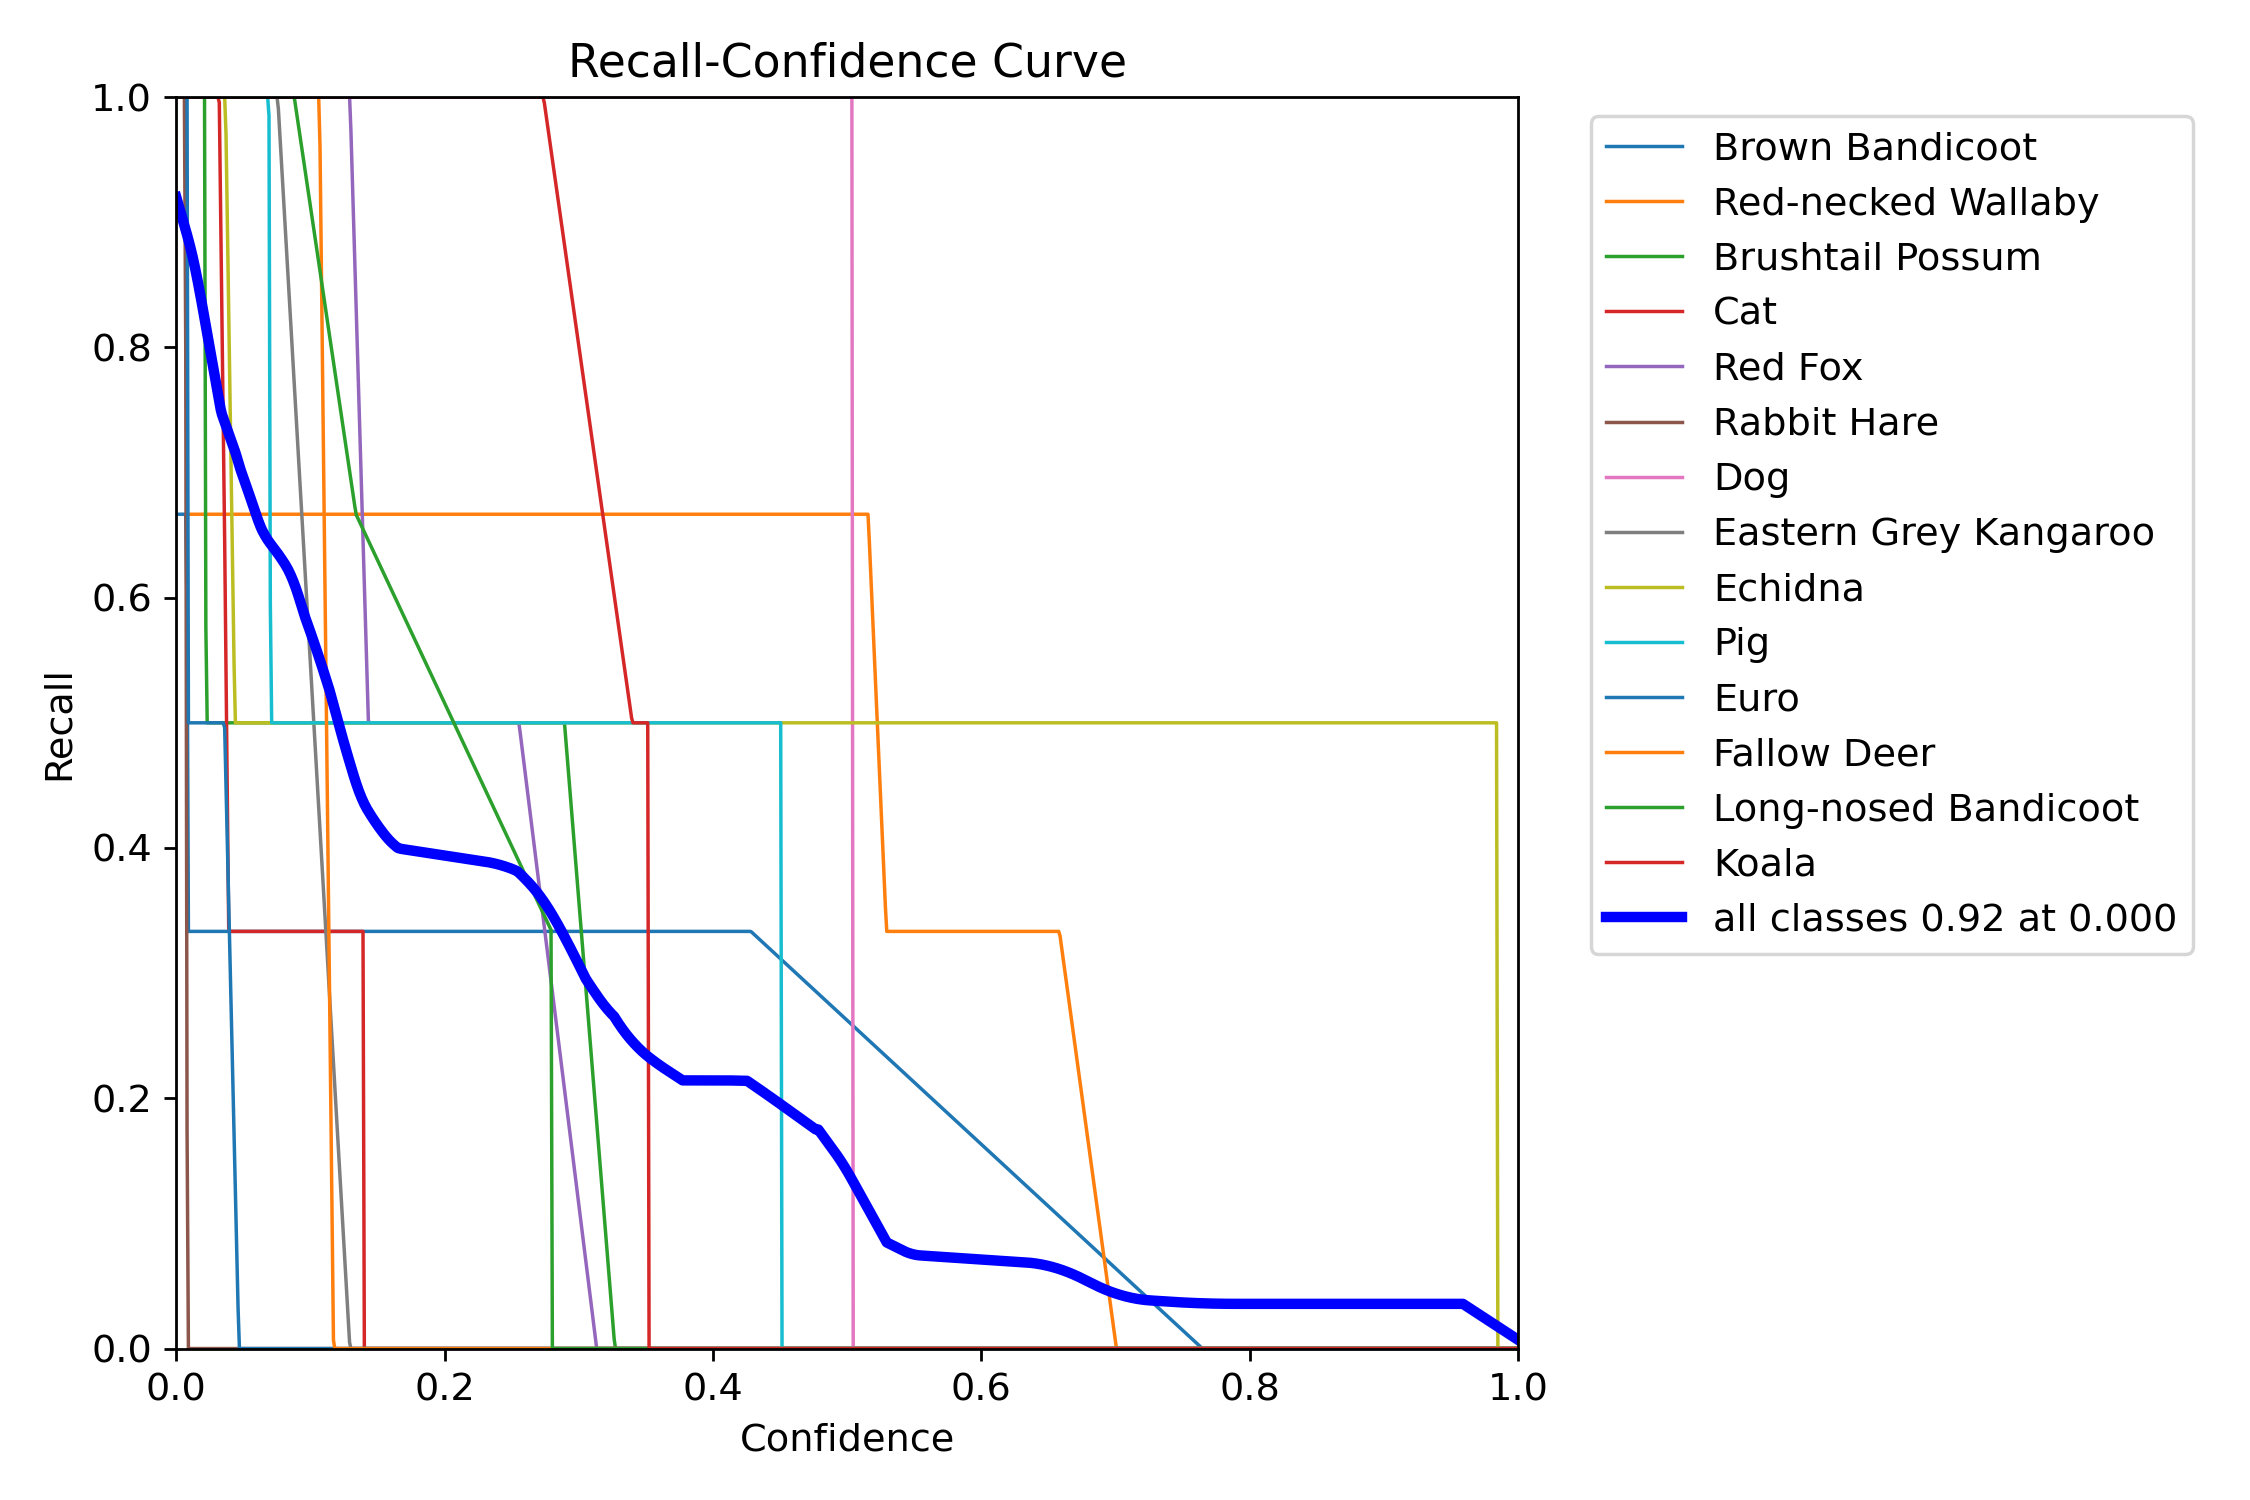 Recall-Confidence Curve
1.0
0.8
0.6
0.4
0.2
0.0
Recall
0.0 0.2 0.4 0.6 0.8 1.0
Confidence
Brown Bandicoot
Red-necked Wallaby
Brushtail Possum
Cat
Red Fox
Rabbit Hare
Dog
Eastern Grey Kangaroo
Echidna
Pig
Euro
Fallow Deer
Long-nosed Bandicoot
Koala
all classes 0.92 at 0.000